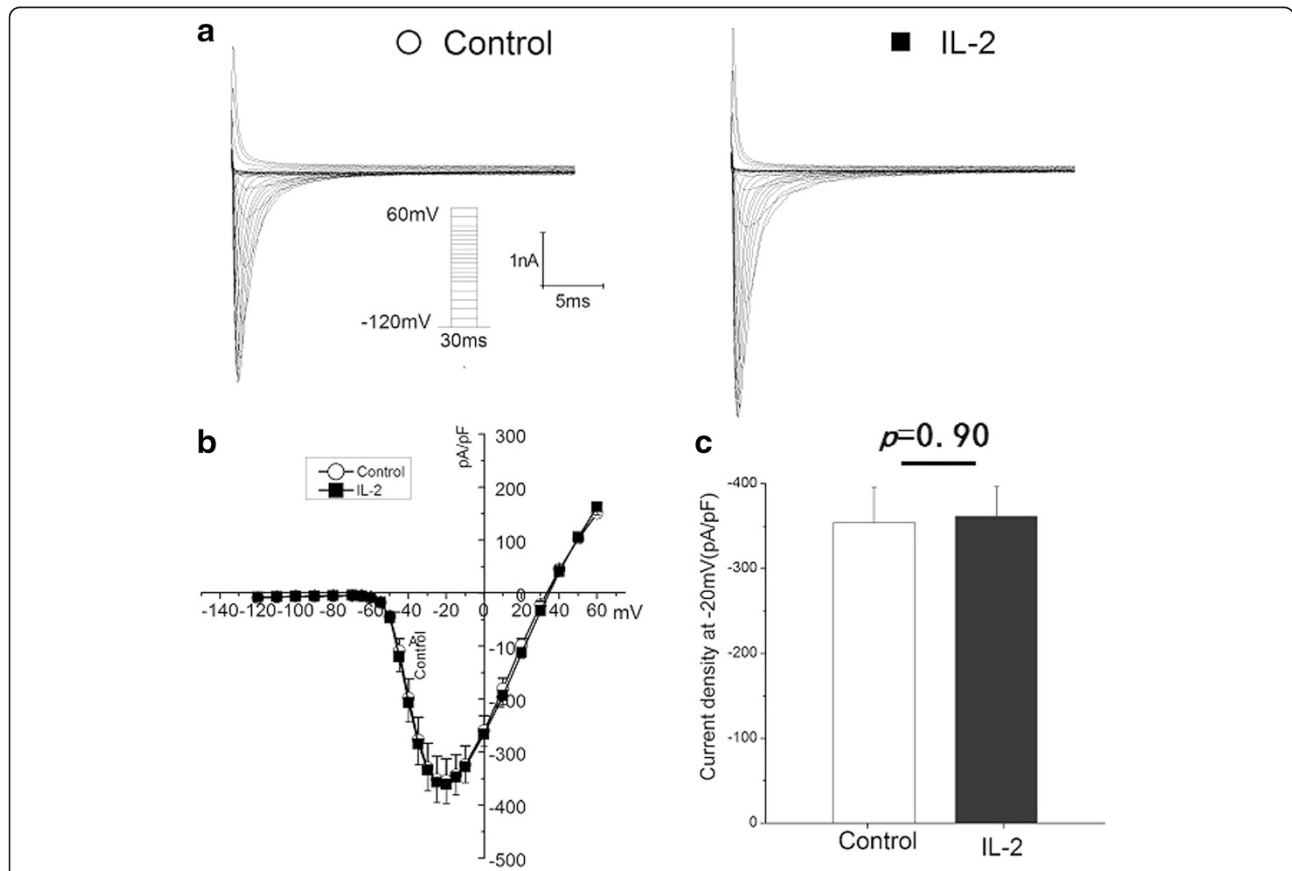 a
Control
IL-2
60mV
-120mV
30ms
1nA
5ms
b
pA/pF
Control
IL-2
300
200
100
0
-140 -120 -100 -80 -60 -40 -20 0 20 40 60 mV
A
Control
-100
-200
-300
-400
-500
c
p=0.90
Current density at -20mV(pA/pF)
-400
-300
-200
-100
0
Control
IL-2